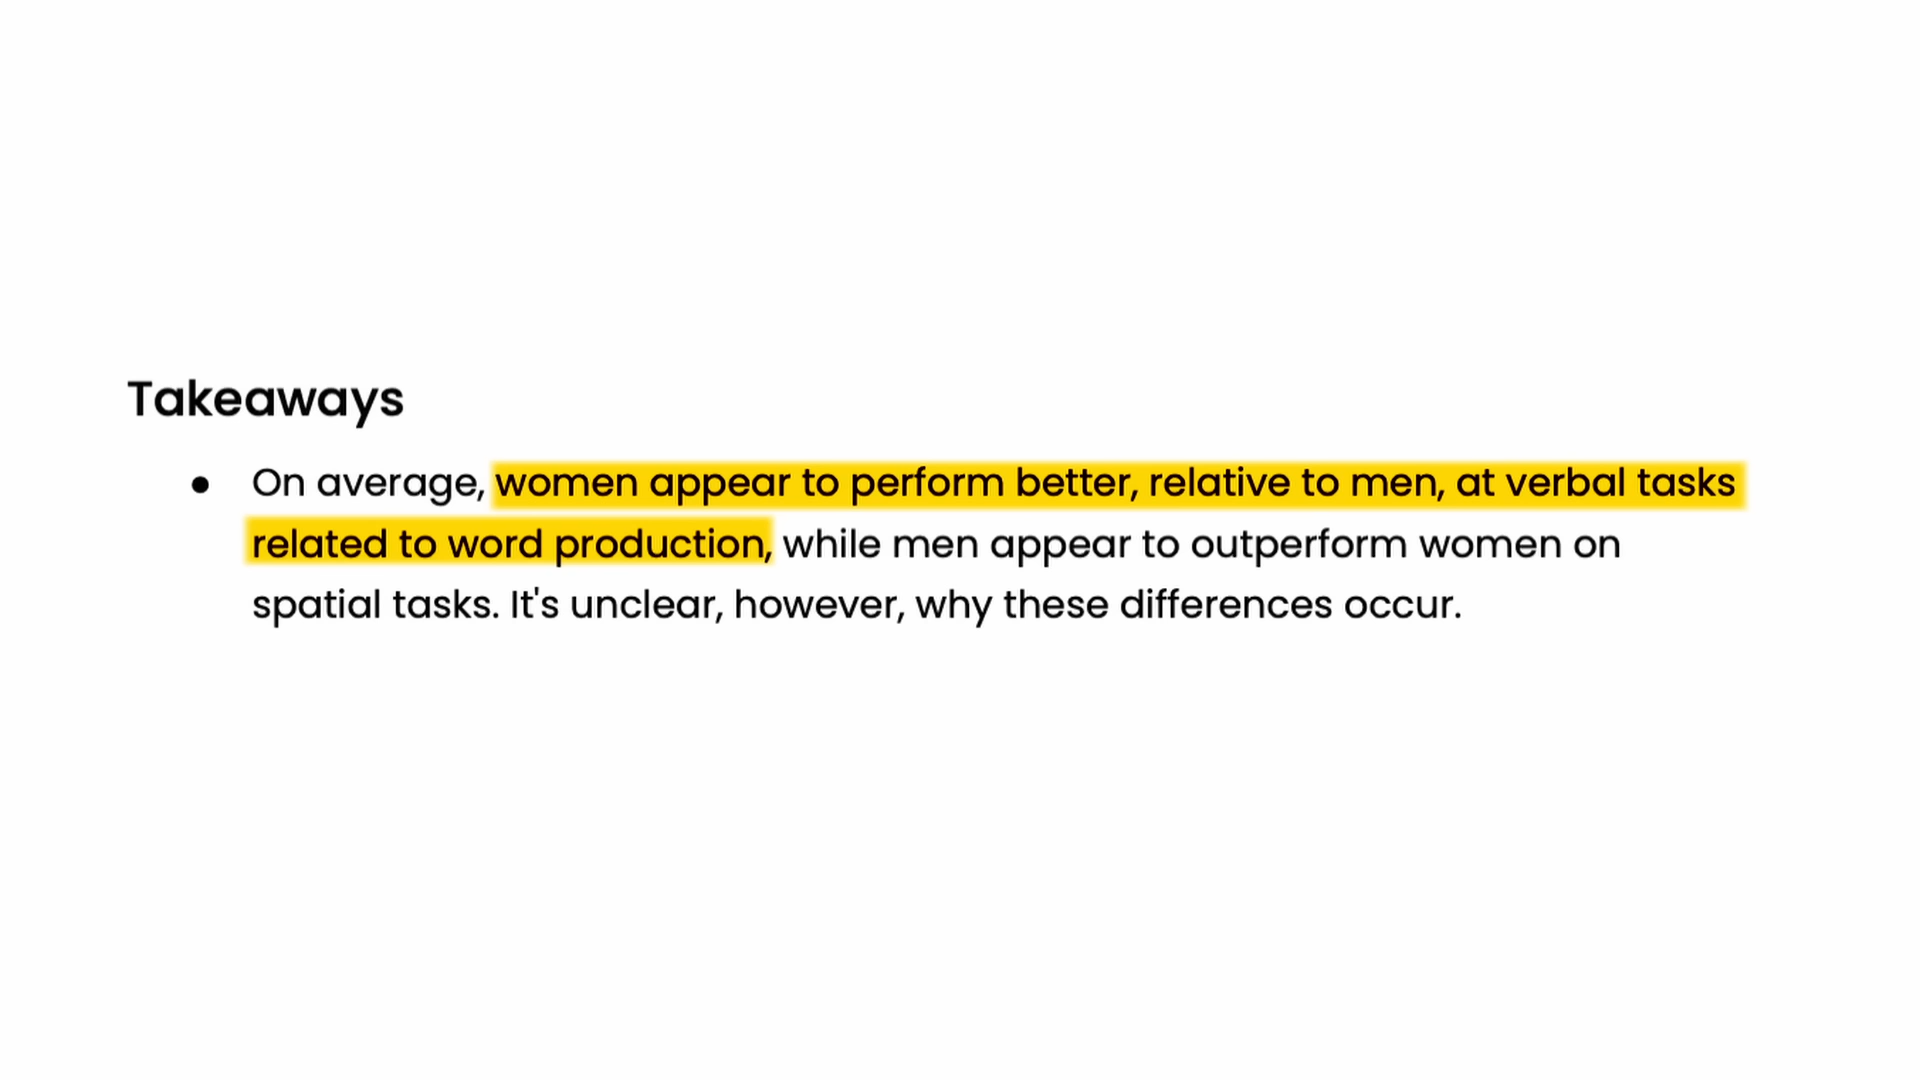 Takeaways
● On average, women appear to perform better, relative to men, at verbal tasks
related to word production, while men appear to outperform women on
spatial tasks. It's unclear, however, why these differences occur.